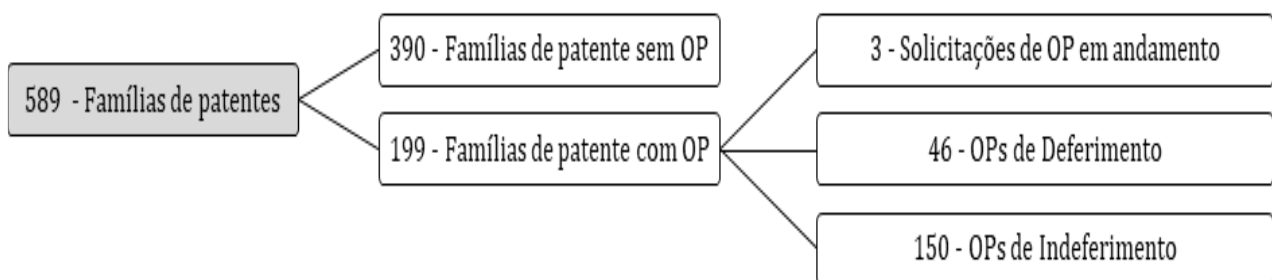 589 - Famílias de patentes
390 - Famílias de patente sem OP
199 - Famílias de patente com OP
3 - Solicitações de OP em andamento
46 - OPs de Deferimento
150 - OPs de Indeferimento